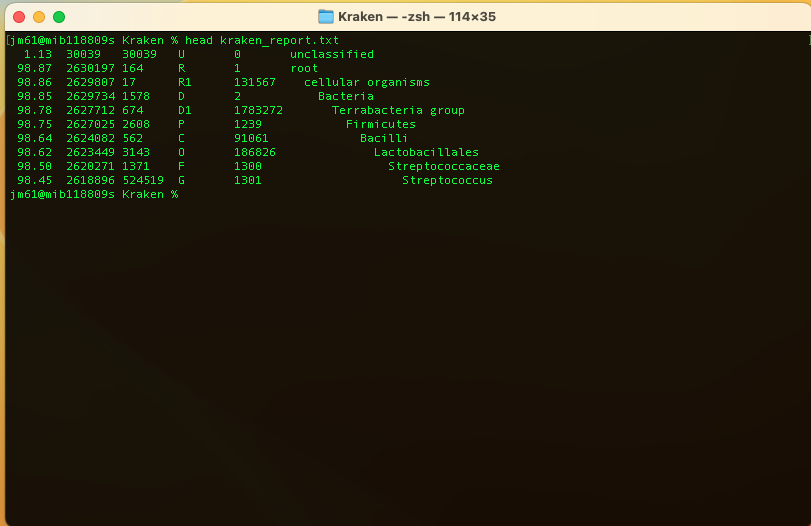 Kraken — -zsh — 114×35
[jm61@mib118809s Kraken % head kraken_report.txt ]
  1.13  30039   30039   U       0       unclassified
 98.87  2630197 164     R       1       root
 98.86  2629807 17      R1      131567    cellular organisms
 98.85  2629734 1578    D       2           Bacteria
 98.78  2627712 674     D1      1783272       Terrabacteria group
 98.75  2627025 2608    P       1239            Firmicutes
 98.64  2624082 562     C       91061             Bacilli
 98.62  2623449 3143    O       186826              Lactobacillales
 98.50  2620271 1371    F       1300                  Streptococcaceae
 98.45  2618896 524519  G       1301                    Streptococcus
jm61@mib118809s Kraken %